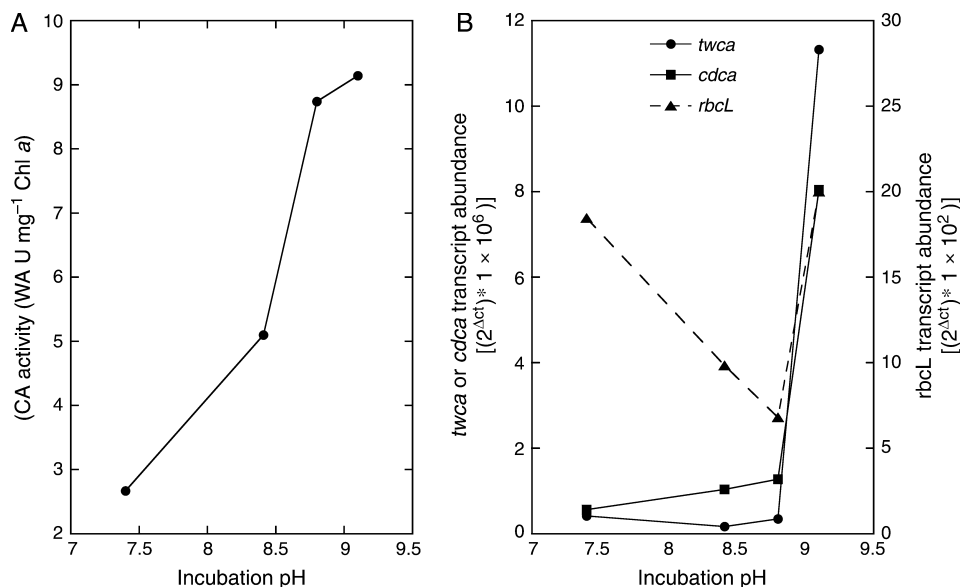 A
(CA activity (WA U mg⁻¹ Chl a)
10
9
8
7
6
5
4
3
2
7
7.5
8
8.5
9
9.5
Incubation pH
B
twca or cdca transcript abundance
[(2^Δct)* 1 × 10⁶)]
12
10
8
6
4
2
0
twca
cdca
rbcL
30
25
20
15
10
5
0
rbcL transcript abundance
[(2^Δct)* 1 × 10²)]
7
7.5
8
8.5
9
9.5
Incubation pH